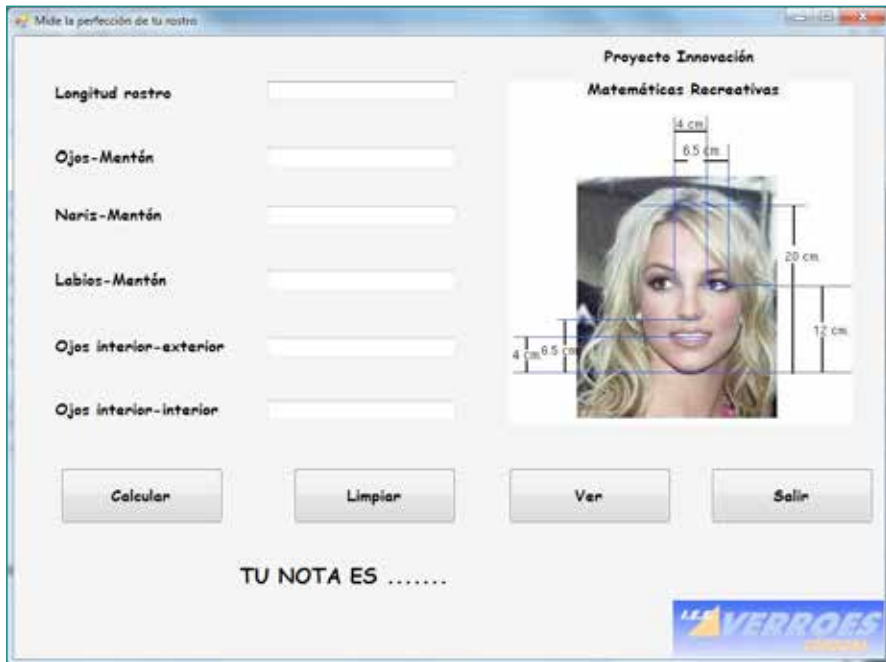 Mide la perfección de tu rostro
Proyecto Innovación
Matemáticas Recreativas
Longitud rostro
Ojos-Mentón
Naris-Mentón
Labios-Mentón
Ojos interior-exterior
Ojos interior-interior
4 cm.
6.5 cm.
20 cm.
12 cm.
4 cm
6.5 cm
Calcular
Limpiar
Ver
Salir
TU NOTA ES .......
I.E.S
VERROES